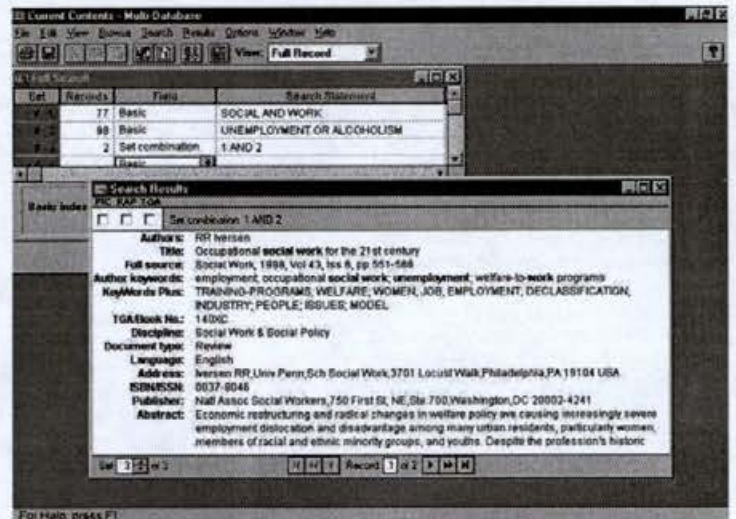 Current Contents - Multi-Database
File Edit View Browse Search Results Options Window Help
View: Full Record
Set Records Field Search Statement
77 Basic SOCIAL AND WORK
98 Basic UNEMPLOYMENT OR ALCOHOLISM
2 Set combination 1 AND 2
Basic
Basic Index
Search Results
PIC KAP TGA
Set combination 1 AND 2
Authors: RR Iversen
Title: Occupational social work for the 21st century
Full source: Social Work, 1998, Vol 43, Iss 6, pp 551-566
Author keywords: employment; occupational social work; unemployment; welfare-to-work programs
KeyWords Plus: TRAINING-PROGRAMS; WELFARE; WOMEN; JOB; EMPLOYMENT; DECLASSIFICATION;
INDUSTRY; PEOPLE; ISSUES; MODEL
TGA/Book No.: 140XC
Discipline: Social Work & Social Policy
Document type: Review
Language: English
Address: Iversen RR,Univ Penn,Sch Social Work,3701 Locust Walk,Philadelphia,PA 19104 USA
ISBN/ISSN: 0037-8046
Publisher: Natl Assoc Social Workers,750 First St, NE,Ste 700,Washington,DC 20002-4241
Abstract: Economic restructuring and radical changes in welfare policy are causing increasingly severe
employment dislocation and disadvantage among many urban residents, particularly women,
members of racial and ethnic minority groups, and youths. Despite the profession's historic
Set 3 of 3 Record 1 of 2
For Help, press F1